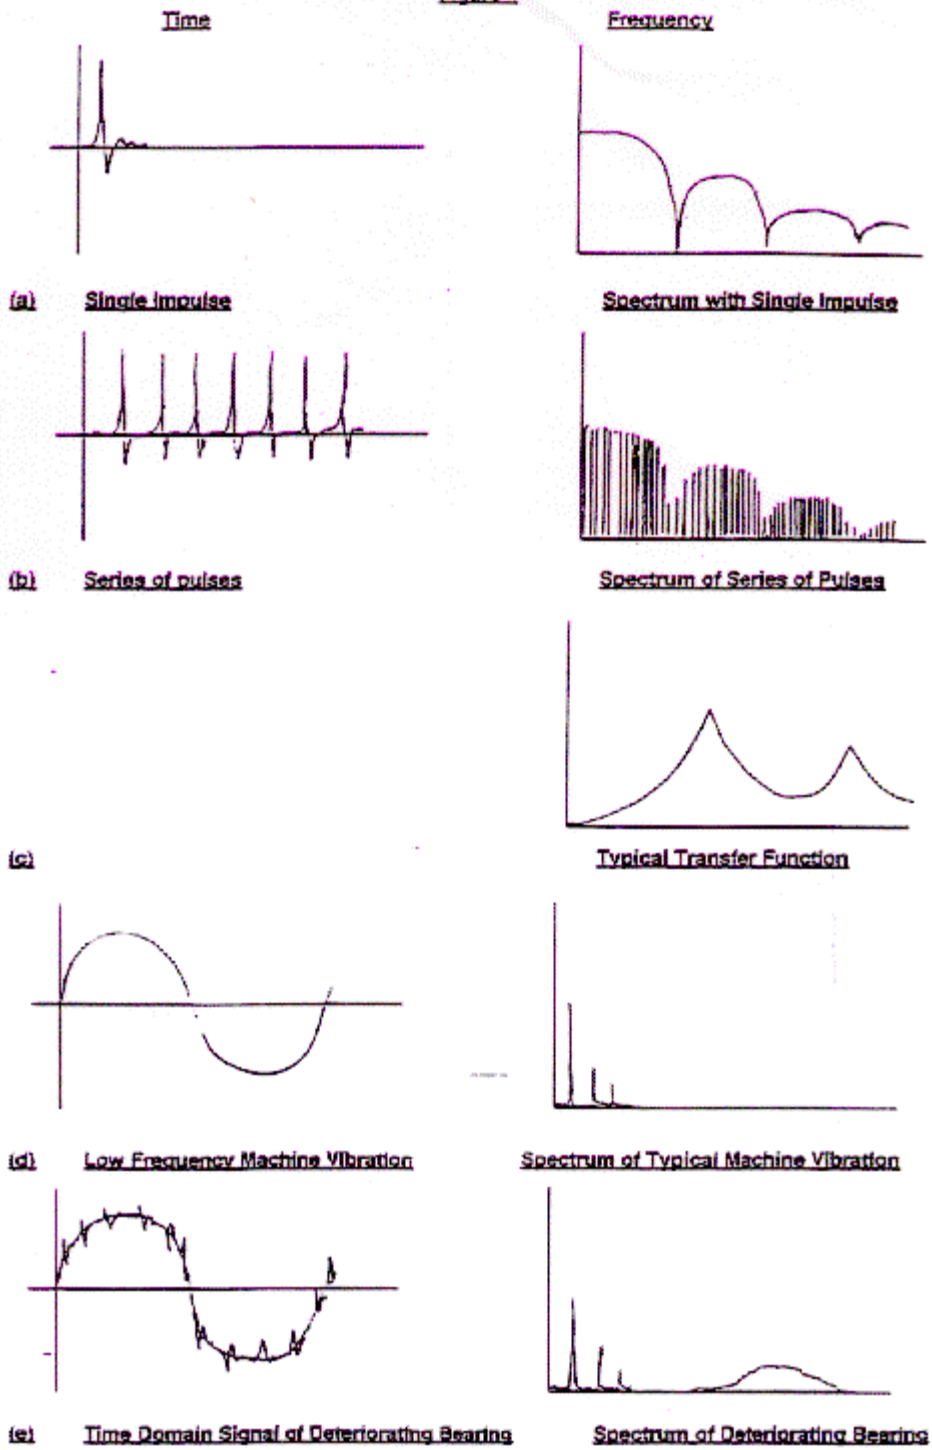 Time Frequency
(a) Single Impulse Spectrum with Single Impulse
(b) Series of pulses Spectrum of Series of Pulses
(c) Typical Transfer Function
(d) Low Frequency Machine Vibration Spectrum of Typical Machine Vibration
(e) Time Domain Signal of Deteriorating Bearing Spectrum of Deteriorating Bearing